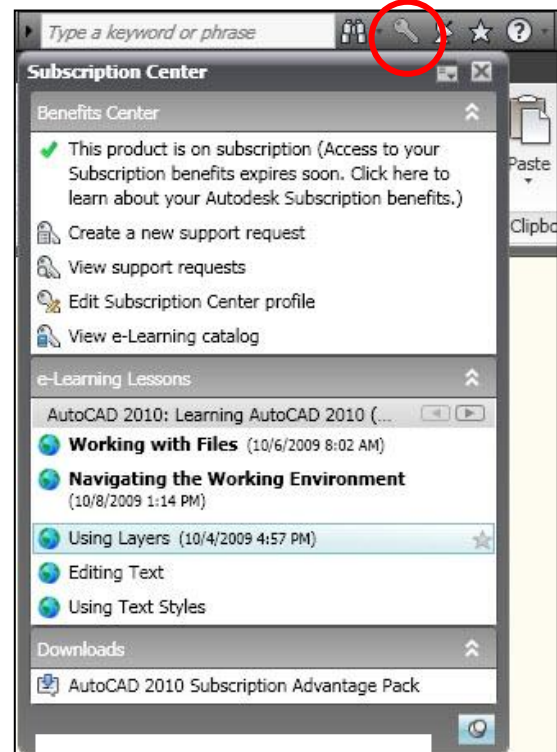 Type a keyword or phrase
Subscription Center
Benefits Center
This product is on subscription (Access to your
Subscription benefits expires soon. Click here to
learn about your Autodesk Subscription benefits.)
Create a new support request
View support requests
Edit Subscription Center profile
View e-Learning catalog
e-Learning Lessons
AutoCAD 2010: Learning AutoCAD 2010 (...
Working with Files (10/6/2009 8:02 AM)
Navigating the Working Environment
(10/8/2009 1:14 PM)
Using Layers (10/4/2009 4:57 PM)
Editing Text
Using Text Styles
Downloads
AutoCAD 2010 Subscription Advantage Pack
Paste
Clipbo